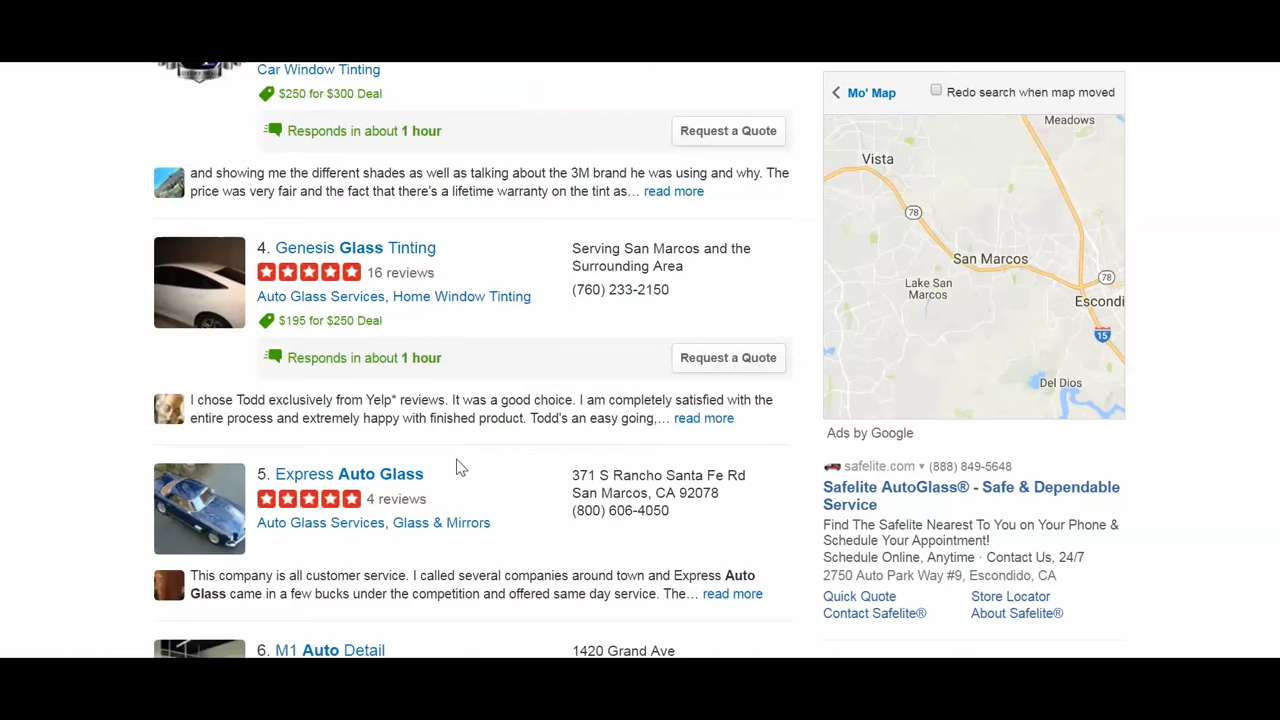 Car Window Tinting
$250 for $300 Deal
Responds in about 1 hour
Request a Quote
and showing me the different shades as well as talking about the 3M brand he was using and why. The
price was very fair and the fact that there's a lifetime warranty on the tint as… read more
4. Genesis Glass Tinting
16 reviews
Auto Glass Services, Home Window Tinting
$195 for $250 Deal
Serving San Marcos and the
Surrounding Area
(760) 233-2150
Responds in about 1 hour
Request a Quote
I chose Todd exclusively from Yelp* reviews. It was a good choice. I am completely satisfied with the
entire process and extremely happy with finished product. Todd's an easy going,… read more
5. Express Auto Glass
4 reviews
Auto Glass Services, Glass & Mirrors
371 S Rancho Santa Fe Rd
San Marcos, CA 92078
(800) 606-4050
This company is all customer service. I called several companies around town and Express Auto
Glass came in a few bucks under the competition and offered same day service. The… read more
6. M1 Auto Detail
1420 Grand Ave
Mo' Map
Redo search when map moved
Meadows
Vista
78
San Marcos
78
Lake San
Marcos
Escondi
15
Del Dios
Ads by Google
safelite.com (888) 849-5648
Safelite AutoGlass® - Safe & Dependable
Service
Find The Safelite Nearest To You on Your Phone &
Schedule Your Appointment!
Schedule Online, Anytime · Contact Us, 24/7
2750 Auto Park Way #9, Escondido, CA
Quick Quote
Store Locator
Contact Safelite®
About Safelite®